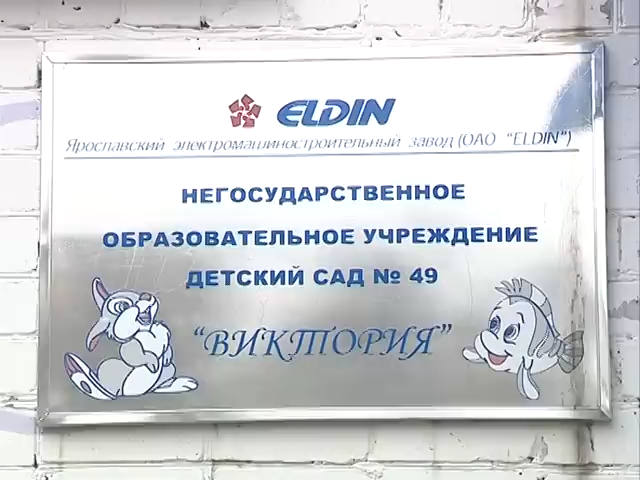 ELDIN
Ярославский электромашиностроительный завод (ОАО "ELDIN")
НЕГОСУДАРСТВЕННОЕ
ОБРАЗОВАТЕЛЬНОЕ УЧРЕЖДЕНИЕ
ДЕТСКИЙ САД № 49
"ВИКТОРИЯ"